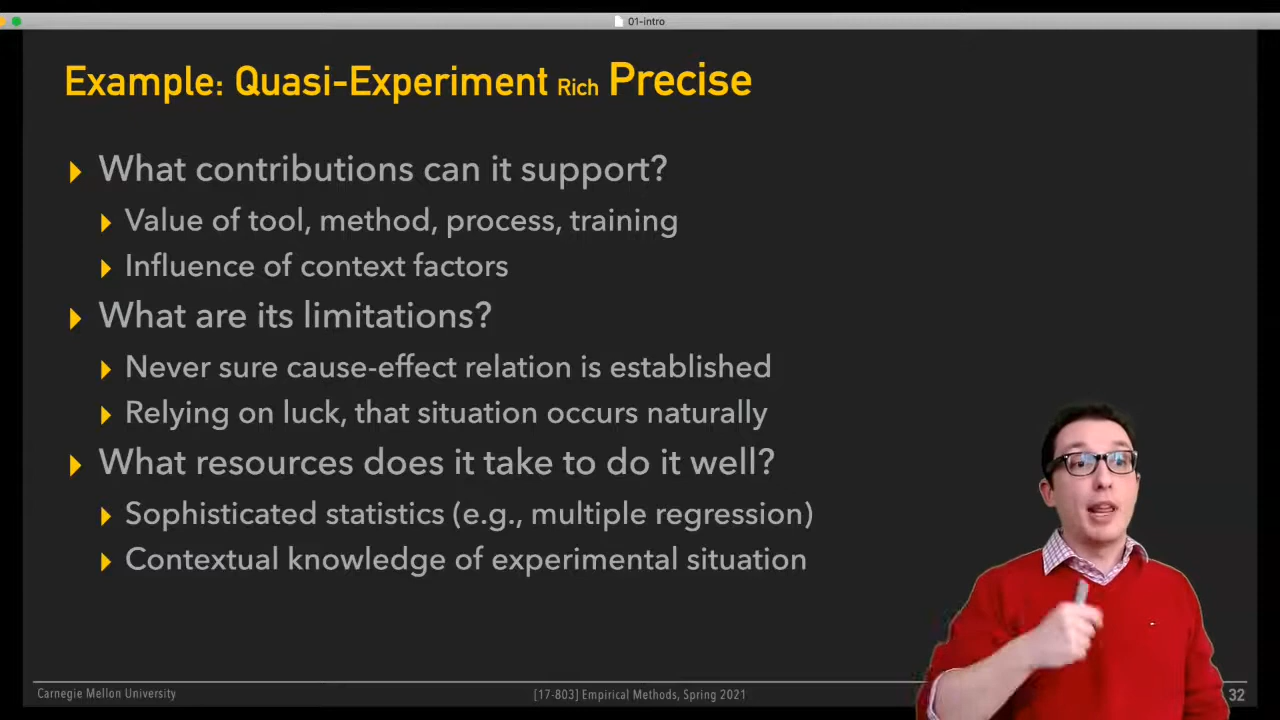 01-intro
Example: Quasi-Experiment Rich Precise
What contributions can it support?
Value of tool, method, process, training
Influence of context factors
What are its limitations?
Never sure cause-effect relation is established
Relying on luck, that situation occurs naturally
What resources does it take to do it well?
Sophisticated statistics (e.g., multiple regression)
Contextual knowledge of experimental situation
Carnegie Mellon University
[17-803] Empirical Methods, Spring 2021
32